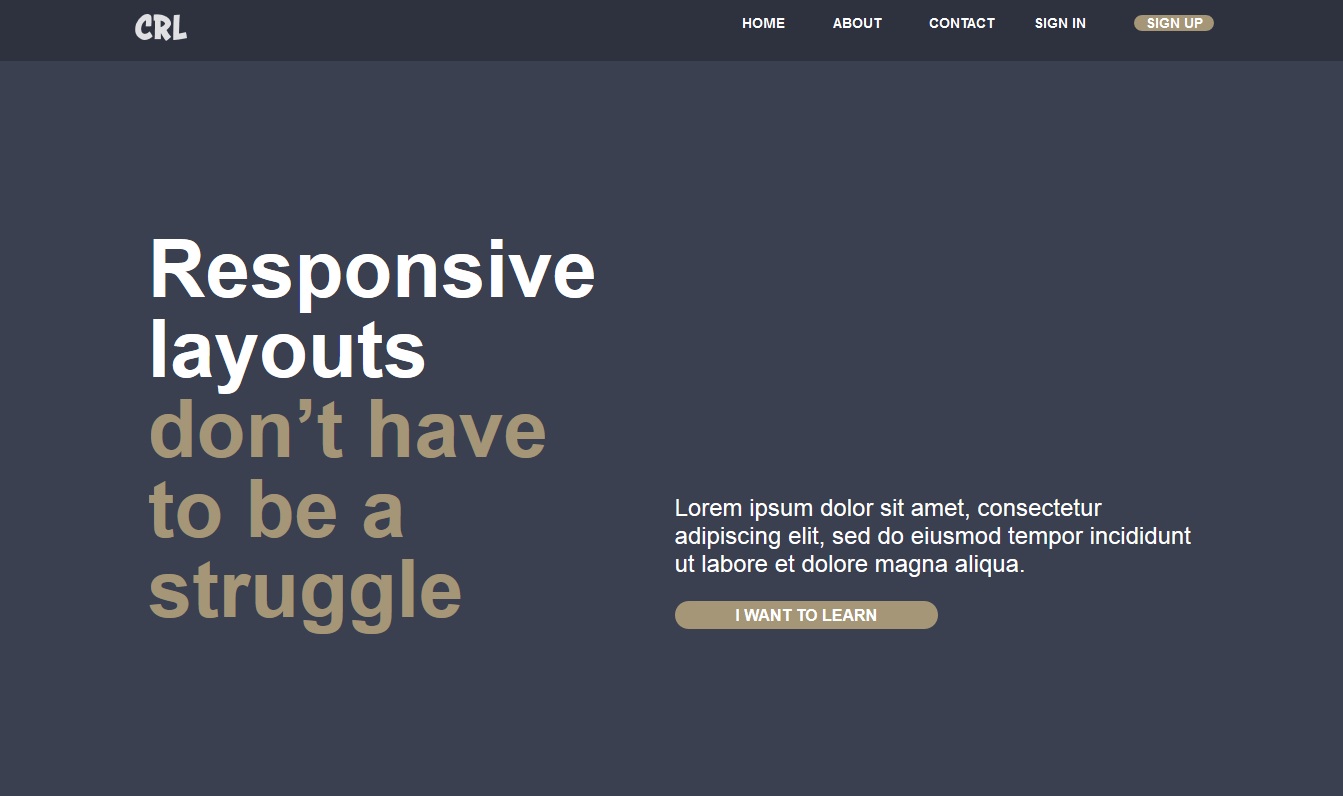 CRL
HOME ABOUT CONTACT SIGN IN SIGN UP
Responsive
layouts
don’t have
to be a
struggle
Lorem ipsum dolor sit amet, consectetur
adipiscing elit, sed do eiusmod tempor incididunt
ut labore et dolore magna aliqua.
I WANT TO LEARN